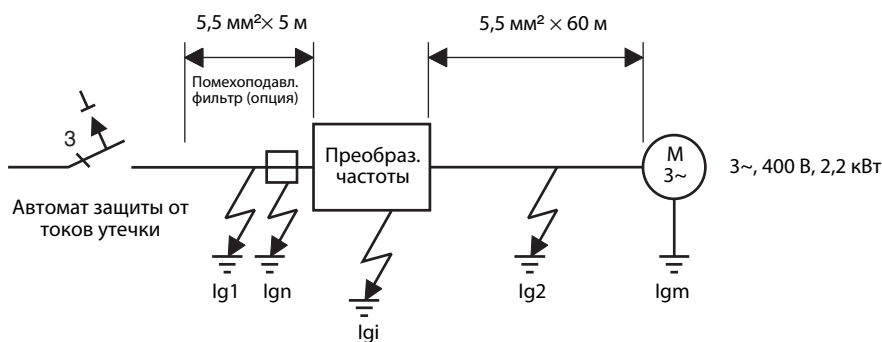 5,5 мм² × 5 м
5,5 мм² × 60 м
Помехоподавл.
фильтр (опция)
3
Преобраз.
частоты
М
3~
3~, 400 В, 2,2 кВт
Автомат защиты от
токов утечки
Ig1
Ign
Igi
Ig2
Igm